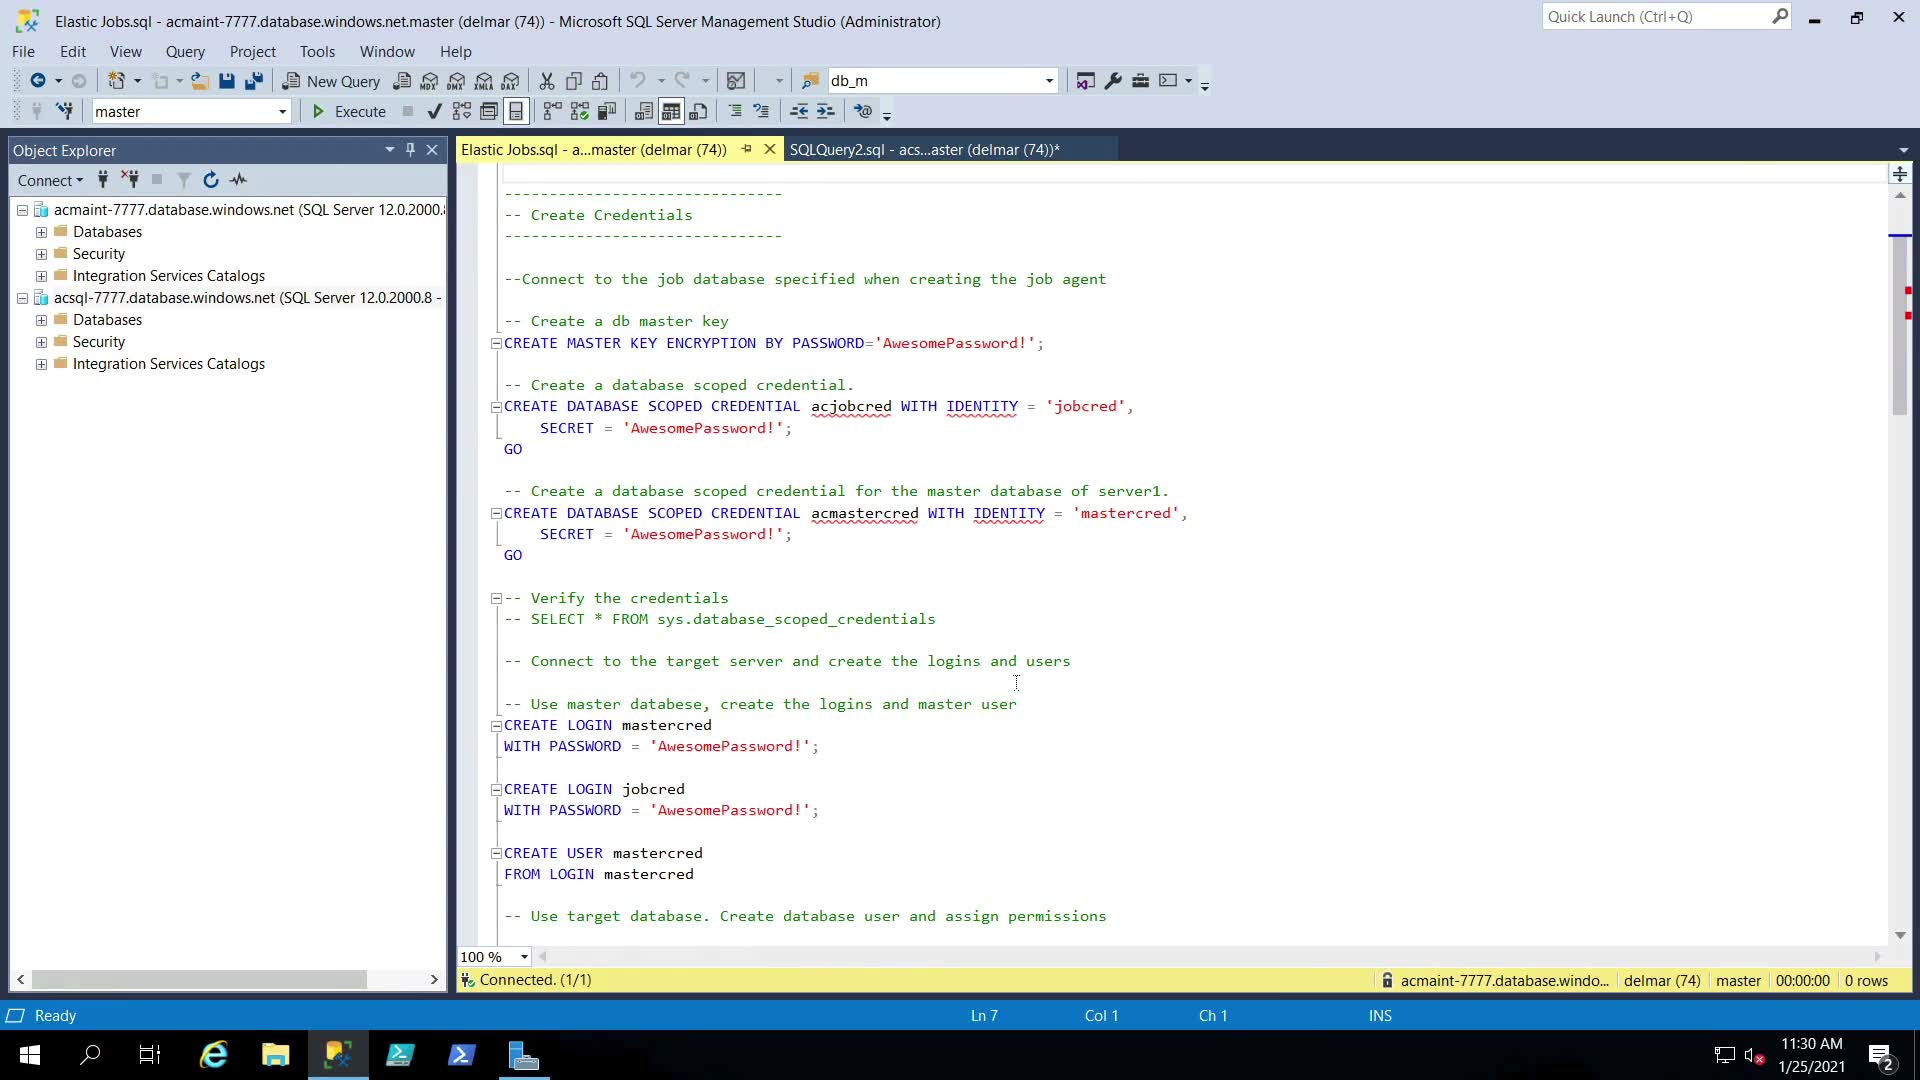 Elastic Jobs.sql - acmaint-7777.database.windows.net.master (delmar (74)) - Microsoft SQL Server Management Studio (Administrator)
Quick Launch (Ctrl+Q)
File Edit View Query Project Tools Window Help
New Query MDX DMX XMLA DAX db_m
master Execute
Object Explorer
Elastic Jobs.sql - a...master (delmar (74)) SQLQuery2.sql - acs...aster (delmar (74))*
Connect
acmaint-7777.database.windows.net (SQL Server 12.0.2000.
Databases
Security
Integration Services Catalogs
acsql-7777.database.windows.net (SQL Server 12.0.2000.8 -
Databases
Security
Integration Services Catalogs
-------------------------------
-- Create Credentials
-------------------------------
--Connect to the job database specified when creating the job agent
-- Create a db master key
CREATE MASTER KEY ENCRYPTION BY PASSWORD='AwesomePassword!';
-- Create a database scoped credential.
CREATE DATABASE SCOPED CREDENTIAL acjobcred WITH IDENTITY = 'jobcred',
SECRET = 'AwesomePassword!';
GO
-- Create a database scoped credential for the master database of server1.
CREATE DATABASE SCOPED CREDENTIAL acmastercred WITH IDENTITY = 'mastercred',
SECRET = 'AwesomePassword!';
GO
-- Verify the credentials
-- SELECT * FROM sys.database_scoped_credentials
-- Connect to the target server and create the logins and users
-- Use master databese, create the logins and master user
CREATE LOGIN mastercred
WITH PASSWORD = 'AwesomePassword!';
CREATE LOGIN jobcred
WITH PASSWORD = 'AwesomePassword!';
CREATE USER mastercred
FROM LOGIN mastercred
-- Use target database. Create database user and assign permissions
100 %
Connected. (1/1) acmaint-7777.database.windo... delmar (74) master 00:00:00 0 rows
Ready Ln 7 Col 1 Ch 1 INS
11:30 AM
1/25/2021
2